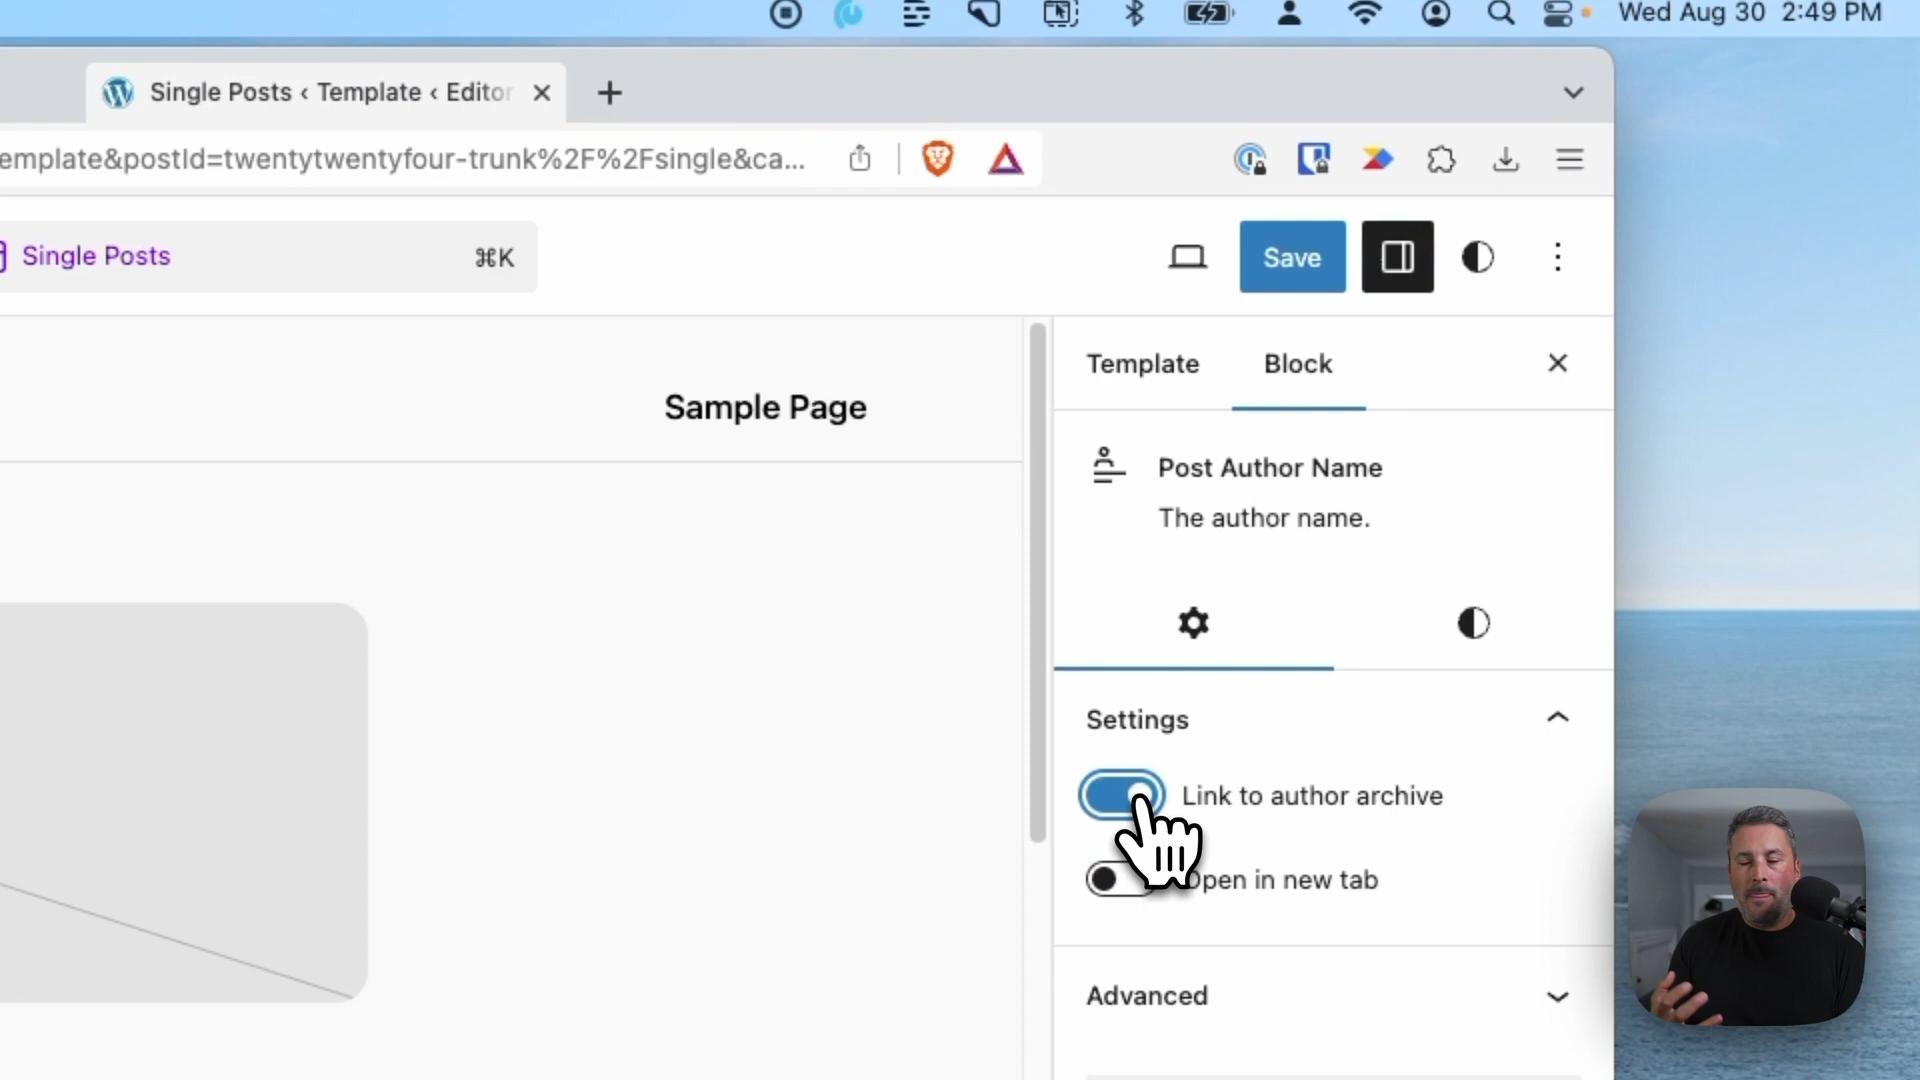 Wed Aug 30 2:49 PM
Single Posts ‹ Template ‹ Editor
emplate&postId=twentytwentyfour-trunk%2F%2Fsingle&ca...
Single Posts ⌘K
Save
Template Block
Sample Page
Post Author Name
The author name.
Settings
Link to author archive
Open in new tab
Advanced